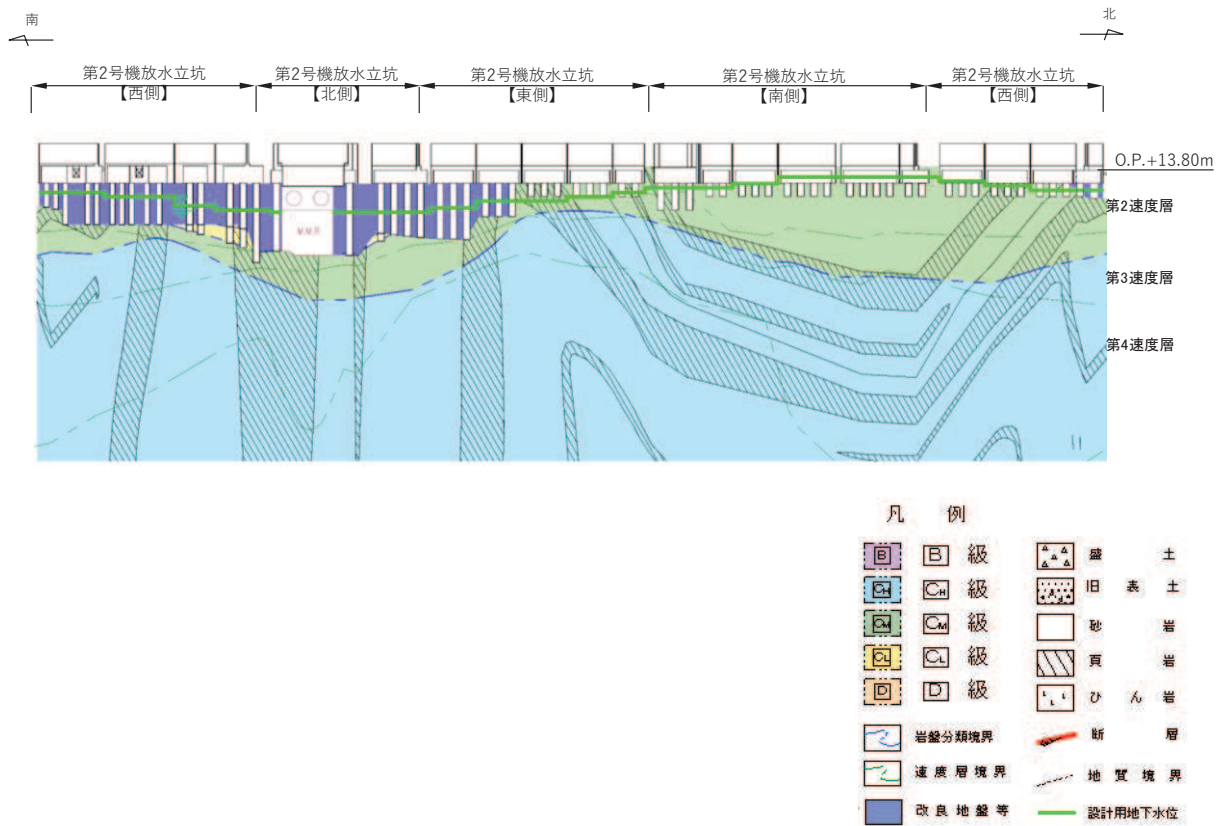 南
北
第2号機放水立坑
【西側】
第2号機放水立坑
【北側】
第2号機放水立坑
【東側】
第2号機放水立坑
【南側】
第2号機放水立坑
【西側】
O.P.+13.80m
M.M.R
第2速度層
第3速度層
第4速度層
凡 例
B B 級
CH CH 級
CM CM 級
CL CL 級
D D 級
岩盤分類境界
速度層境界
改良地盤等
盛土
旧表土
砂岩
頁岩
ひん岩
断層
地質境界
設計用地下水位